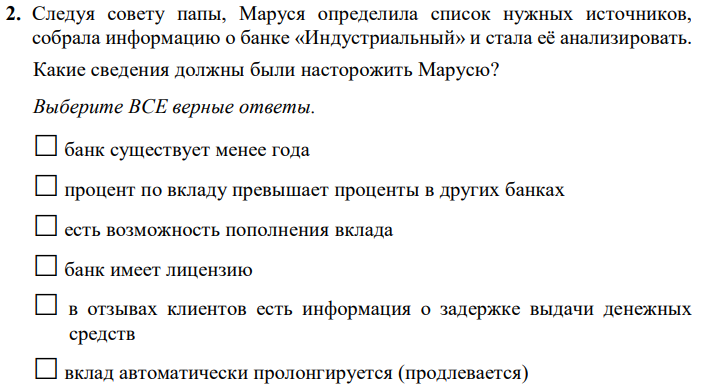 2. Следуя совету папы, Маруся определила список нужных источников,
собрала информацию о банке «Индустриальный» и стала её анализировать.
Какие сведения должны были насторожить Марусю?
Выберите ВСЕ верные ответы.
банк существует менее года
процент по вкладу превышает проценты в других банках
есть возможность пополнения вклада
банк имеет лицензию
в отзывах клиентов есть информация о задержке выдачи денежных
средств
вклад автоматически пролонгируется (продлевается)